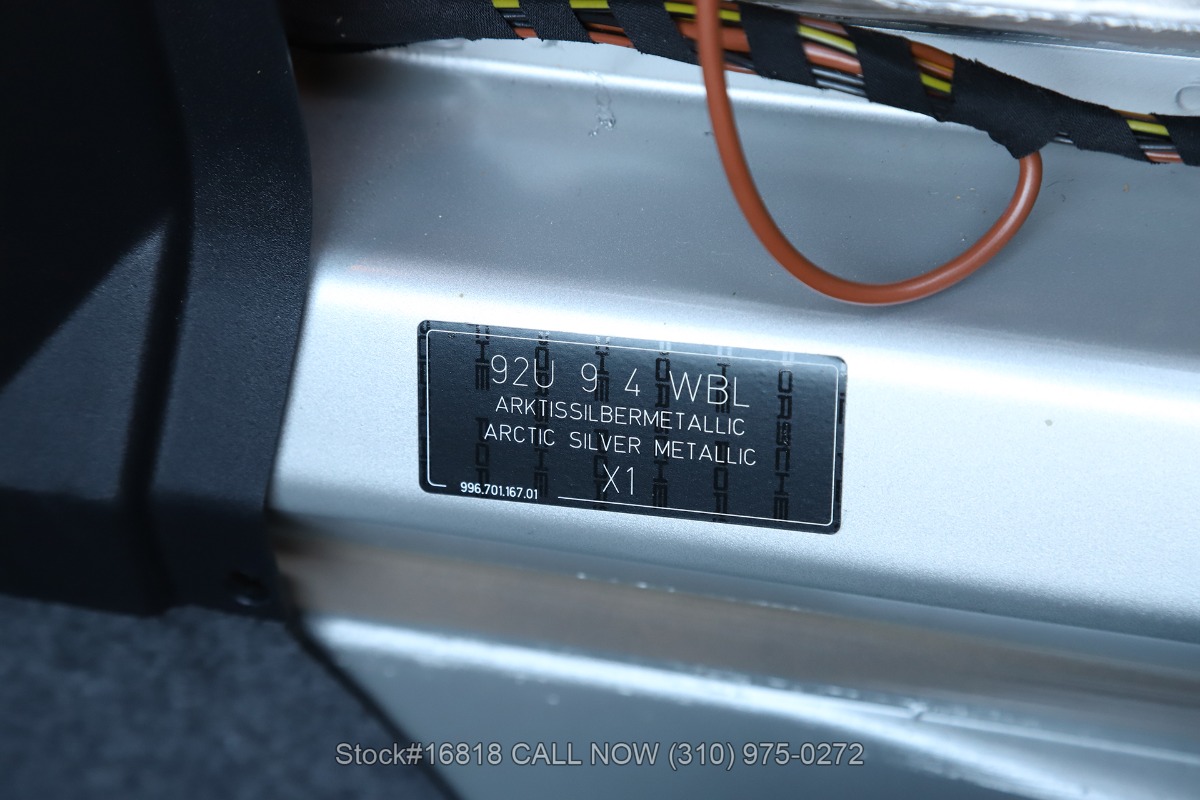 92U 9 4 WBL
ARKTISSILBERMETALLIC
ARCTIC SILVER METALLIC
X1
996.701.167.01
Stock#16818 CALL NOW (310) 975-0272